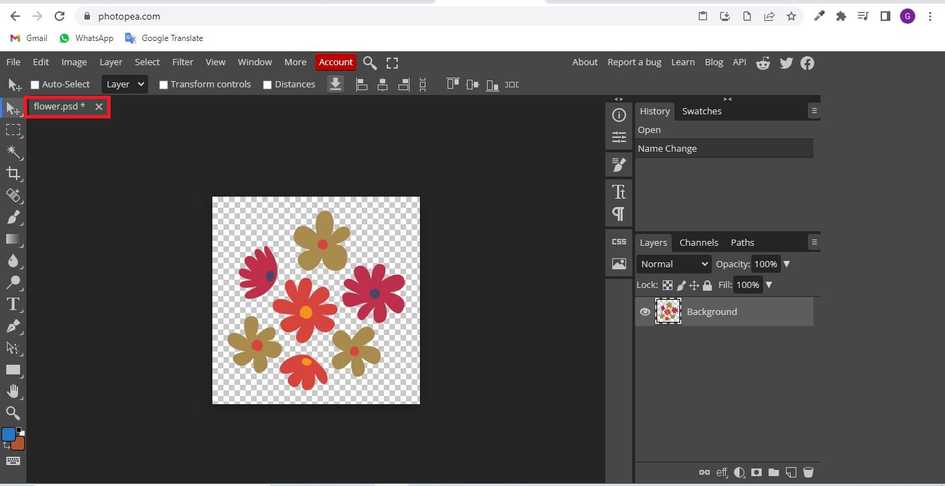 photopea.com
G
Gmail
WhatsApp
Google Translate
File Edit Image Layer Select Filter View Window More Account
About Report a bug Learn Blog API
Auto-Select
Layer
Transform controls
Distances
flower.psd *
History Swatches
Open
Name Change
CSS
Layers Channels Paths
Normal
Opacity: 100%
Lock:
Fill: 100%
Background
eff